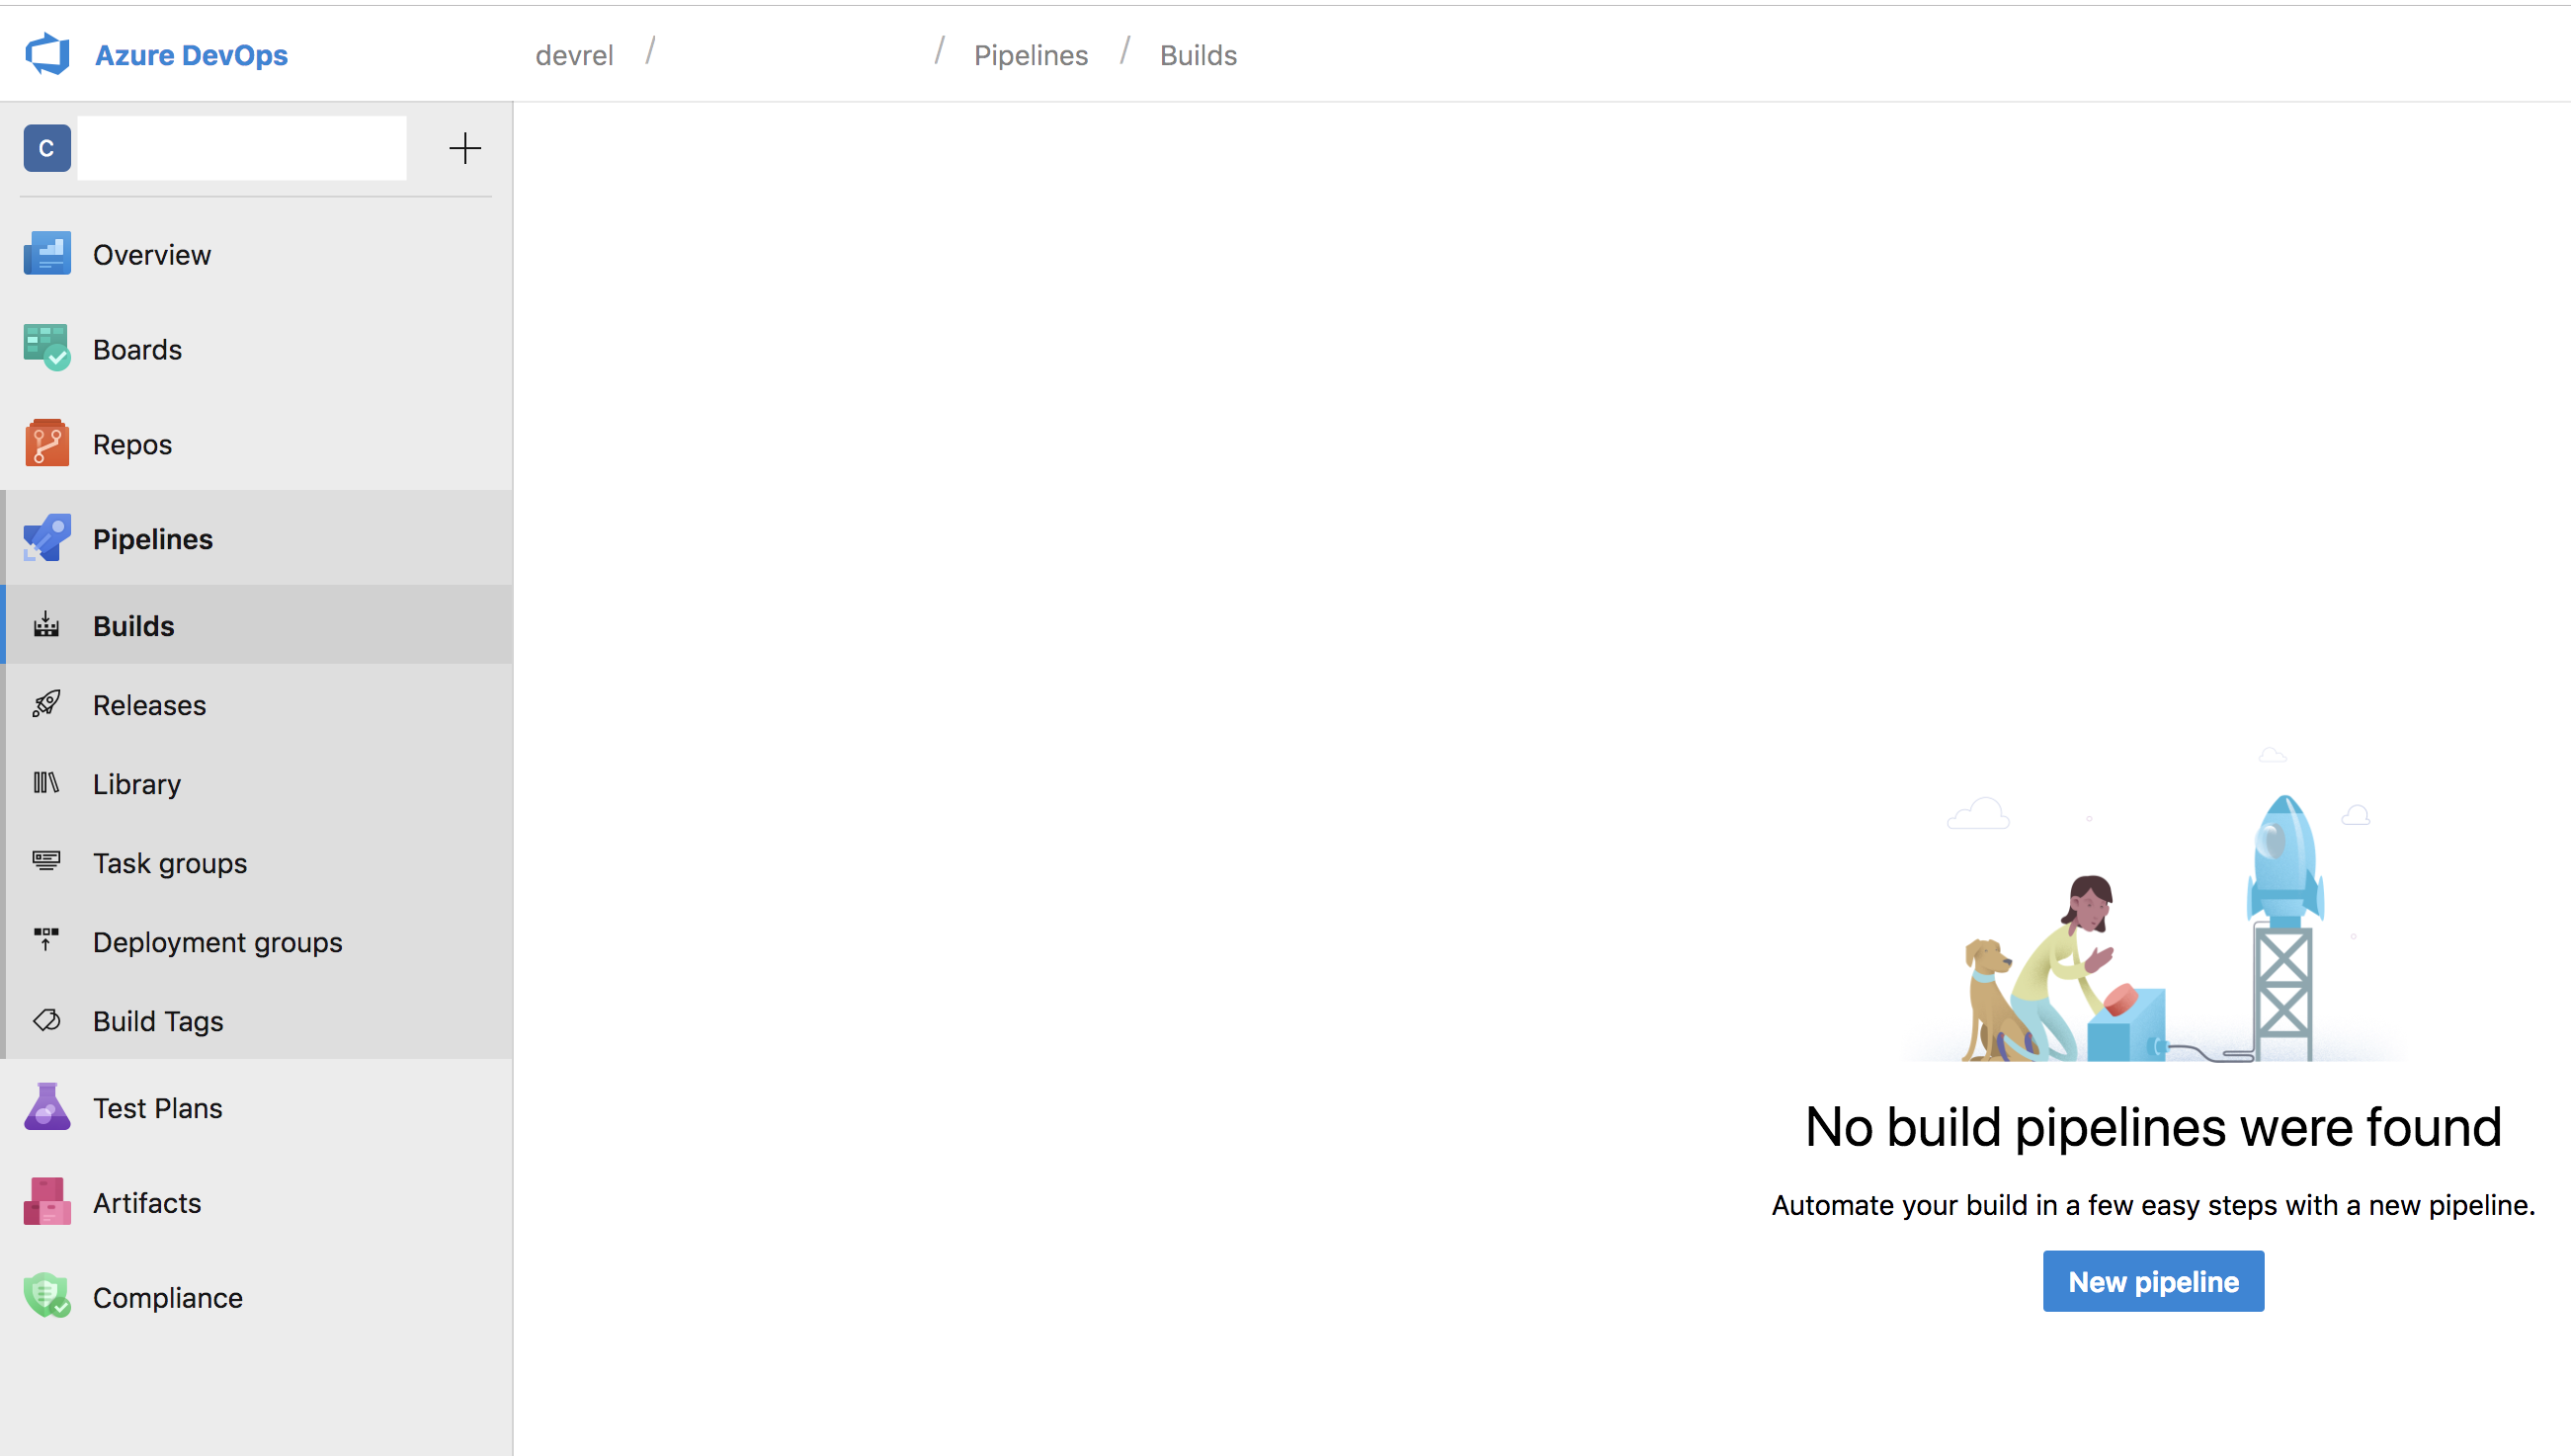 Azure DevOps
devrel / / Pipelines / Builds
C
Overview
Boards
Repos
Pipelines
Builds
Releases
Library
Task groups
Deployment groups
Build Tags
Test Plans
Artifacts
Compliance
No build pipelines were found
Automate your build in a few easy steps with a new pipeline.
New pipeline